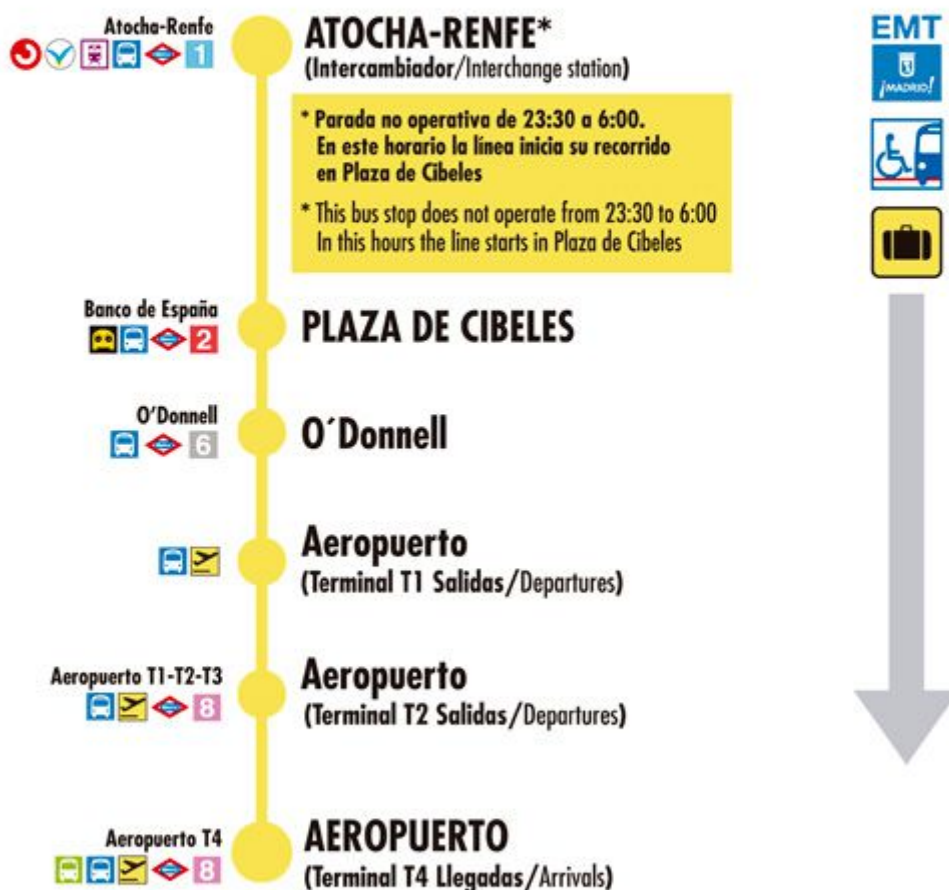 Atocha-Renfe
1
ATOCHA-RENFE*
(Intercambiador/Interchange station)
EMT
¡MADRID!
* Parada no operativa de 23:30 a 6:00.
En este horario la línea inicia su recorrido
en Plaza de Cibeles
* This bus stop does not operate from 23:30 to 6:00
In this hours the line starts in Plaza de Cibeles
Banco de España
2
PLAZA DE CIBELES
O'Donnell
6
O´Donnell
Aeropuerto
(Terminal T1 Salidas/Departures)
Aeropuerto T1-T2-T3
8
Aeropuerto
(Terminal T2 Salidas/Departures)
Aeropuerto T4
8
AEROPUERTO
(Terminal T4 Llegadas/Arrivals)